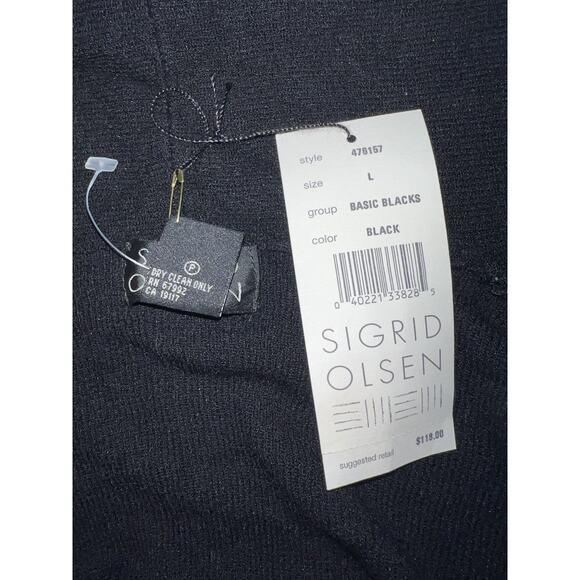 style 476157
size L
group BASIC BLACKS
color BLACK
0 40221 33828 5
SIGRID
OLSEN
suggested retail $118.00
P
DRY CLEAN ONLY
RN 67992
CA 19117
S
O N